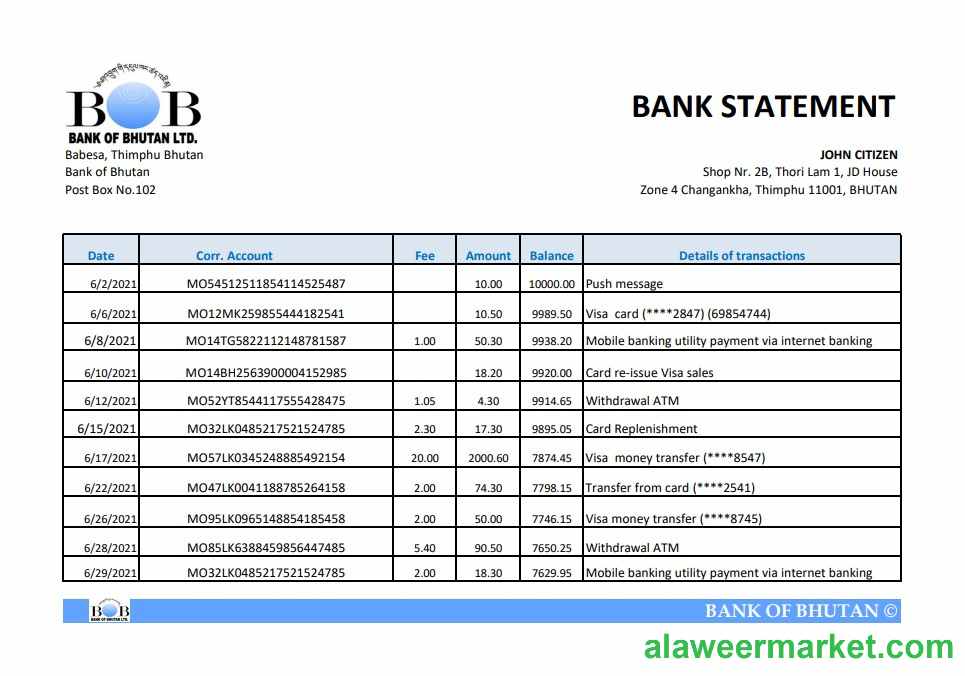 BOB
BANK OF BHUTAN LTD.
BANK STATEMENT
Babesa, Thimphu Bhutan
Bank of Bhutan
Post Box No.102
JOHN CITIZEN
Shop Nr. 2B, Thori Lam 1, JD House
Zone 4 Changankha, Thimphu 11001, BHUTAN
Date Corr. Account Fee Amount Balance Details of transactions
6/2/2021 MO54512511854114525487 10.00 10000.00 Push message
6/6/2021 MO12MK259855444182541 10.50 9989.50 Visa card (****2847) (69854744)
6/8/2021 MO14TG5822112148781587 1.00 50.30 9938.20 Mobile banking utility payment via internet banking
6/10/2021 MO14BH2563900004152985 18.20 9920.00 Card re-issue Visa sales
6/12/2021 MO52YT8544117555428475 1.05 4.30 9914.65 Withdrawal ATM
6/15/2021 MO32LK0485217521524785 2.30 17.30 9895.05 Card Replenishment
6/17/2021 MO57LK0345248885492154 20.00 2000.60 7874.45 Visa money transfer (****8547)
6/22/2021 MO47LK0041188785264158 2.00 74.30 7798.15 Transfer from card (****2541)
6/26/2021 MO95LK0965148854185458 2.00 50.00 7746.15 Visa money transfer (****8745)
6/28/2021 MO85LK6388459856447485 5.40 90.50 7650.25 Withdrawal ATM
6/29/2021 MO32LK0485217521524785 2.00 18.30 7629.95 Mobile banking utility payment via internet banking
BOB
BANK OF BHUTAN LTD.
BANK OF BHUTAN ©
alaweermarket.com